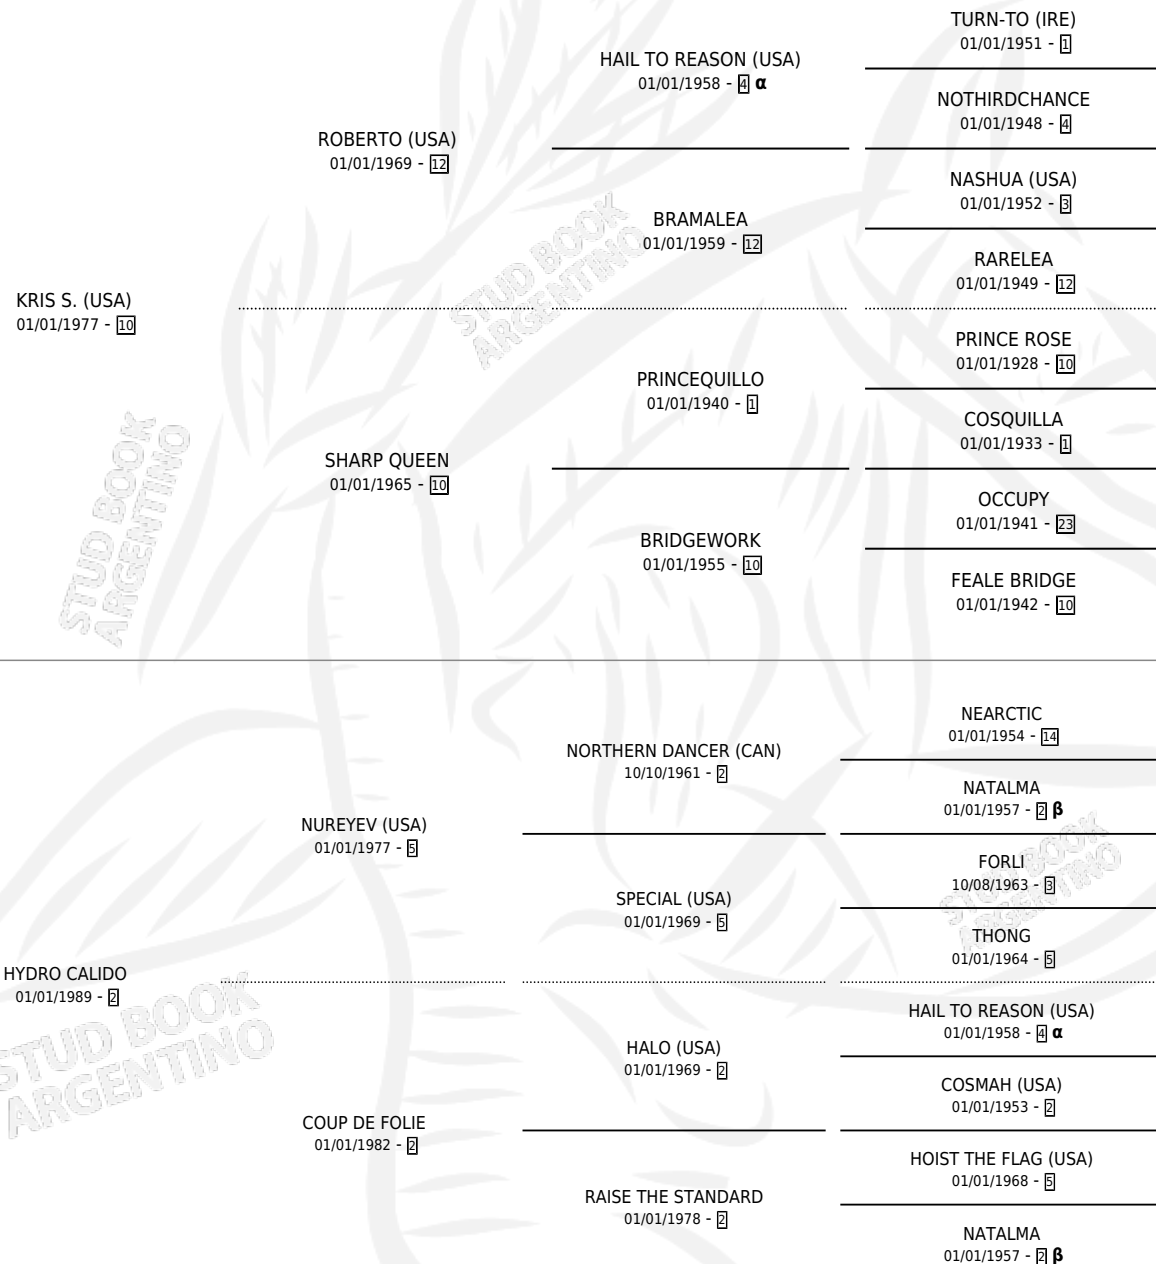 TURN-TO (IRE)
01/01/1951 - 1
HAIL TO REASON (USA)
01/01/1958 - 4 α
NOTHIRDCHANCE
01/01/1948 - 4
ROBERTO (USA)
01/01/1969 - 12
NASHUA (USA)
01/01/1952 - 3
BRAMALEA
01/01/1959 - 12
RARELEA
01/01/1949 - 12
KRIS S. (USA)
01/01/1977 - 10
PRINCE ROSE
01/01/1928 - 10
PRINCEQUILLO
01/01/1940 - 1
COSQUILLA
01/01/1933 - 1
SHARP QUEEN
01/01/1965 - 10
OCCUPY
01/01/1941 - 23
BRIDGEWORK
01/01/1955 - 10
FEALE BRIDGE
01/01/1942 - 10
NEARCTIC
01/01/1954 - 14
NORTHERN DANCER (CAN)
10/10/1961 - 2
NATALMA
01/01/1957 - 2 β
NUREYEV (USA)
01/01/1977 - 5
FORLI
10/08/1963 - 3
SPECIAL (USA)
01/01/1969 - 5
THONG
01/01/1964 - 5
HYDRO CALIDO
01/01/1989 - 2
HAIL TO REASON (USA)
01/01/1958 - 4 α
HALO (USA)
01/01/1969 - 2
COSMAH (USA)
01/01/1953 - 2
COUP DE FOLIE
01/01/1982 - 2
HOIST THE FLAG (USA)
01/01/1968 - 5
RAISE THE STANDARD
01/01/1978 - 2
NATALMA
01/01/1957 - 2 β
STUD BOOK
ARGENTINO
STUD BOOK
ARGENTINO
STUD BOOK
ARGENTINO
STUD BOOK
ARGENTINO